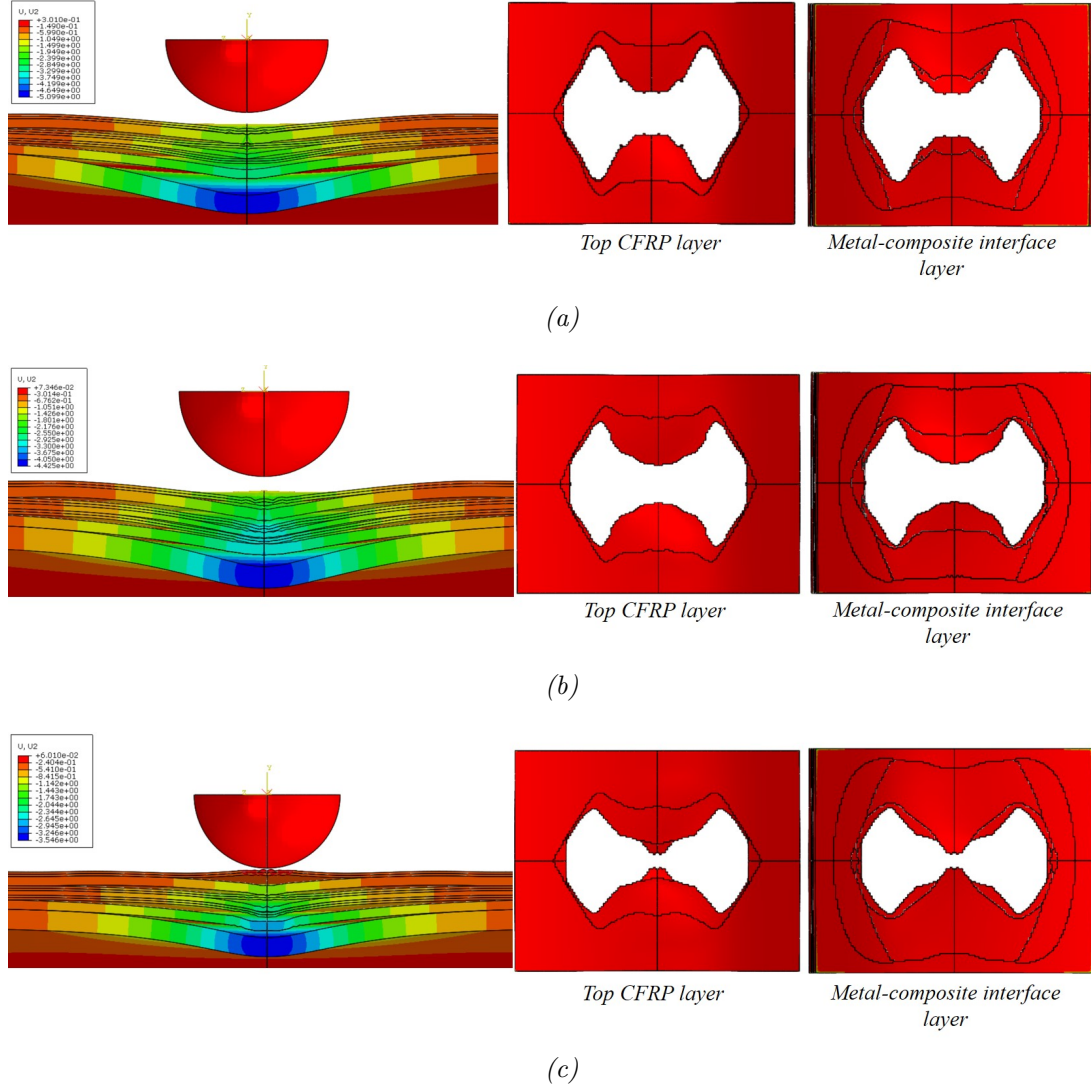 U, U2
+3.010e-01
-1.490e-01
-5.990e-01
-1.049e+00
-1.499e+00
-1.949e+00
-2.399e+00
-2.849e+00
-3.299e+00
-3.749e+00
-4.199e+00
-4.649e+00
-5.099e+00
Y
Top CFRP layer
Metal-composite interface
layer
(a)
U, U2
+7.346e-02
-3.014e-01
-6.762e-01
-1.051e+00
-1.426e+00
-1.801e+00
-2.176e+00
-2.550e+00
-2.925e+00
-3.300e+00
-3.675e+00
-4.050e+00
-4.425e+00
Top CFRP layer
Metal-composite interface
layer
(b)
U, U2
+6.010e-02
-2.404e-01
-5.410e-01
-8.415e-01
-1.142e+00
-1.443e+00
-1.743e+00
-2.044e+00
-2.344e+00
-2.645e+00
-2.945e+00
-3.246e+00
-3.546e+00
Y
Top CFRP layer
Metal-composite interface
layer
(c)